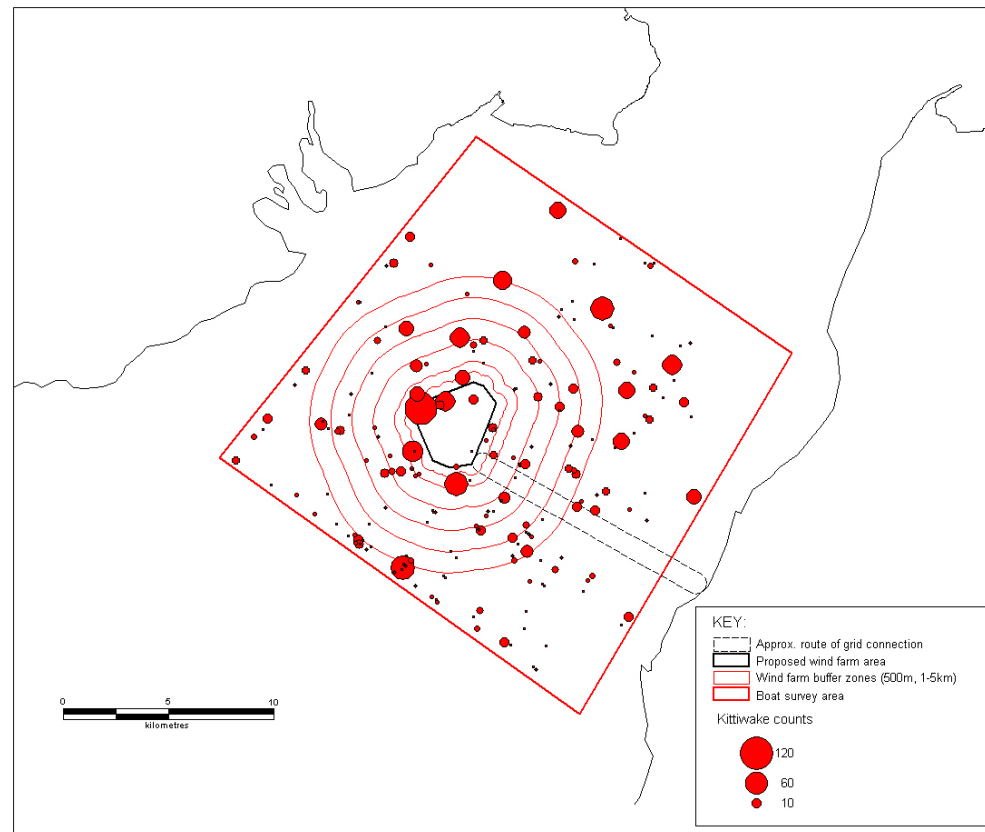 KEY:
Approx. route of grid connection
Proposed wind farm area
Wind farm buffer zones (500m, 1-5km)
Boat survey area
Kittiwake counts
120
60
10
0 5 10
kilometres